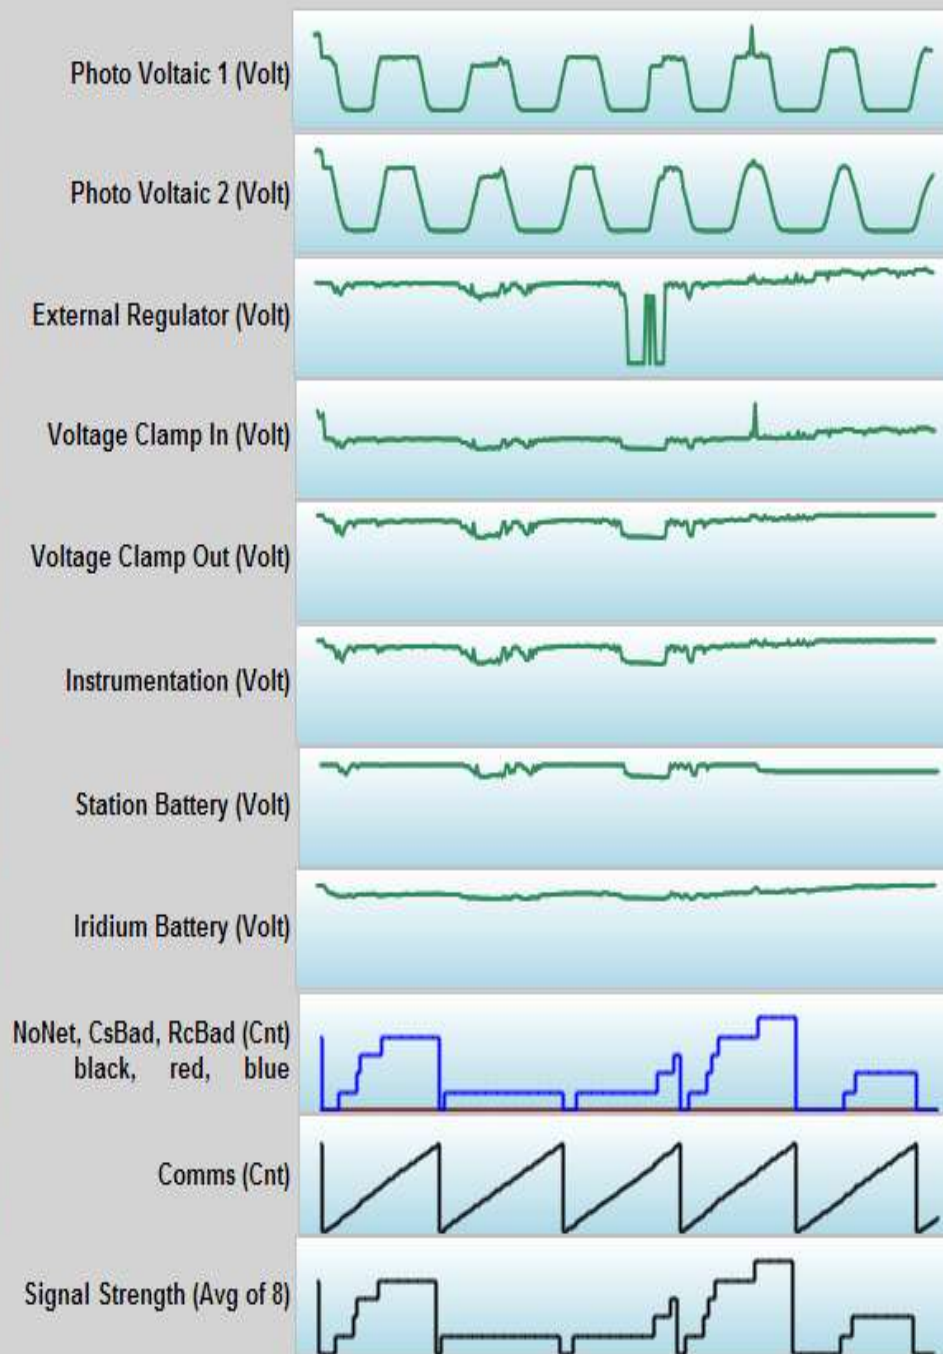 Photo Voltaic 1 (Volt)
Photo Voltaic 2 (Volt)
External Regulator (Volt)
Voltage Clamp In (Volt)
Voltage Clamp Out (Volt)
Instrumentation (Volt)
Station Battery (Volt)
Iridium Battery (Volt)
NoNet, CsBad, RcBad (Cnt)
black, red, blue
Comms (Cnt)
Signal Strength (Avg of 8)